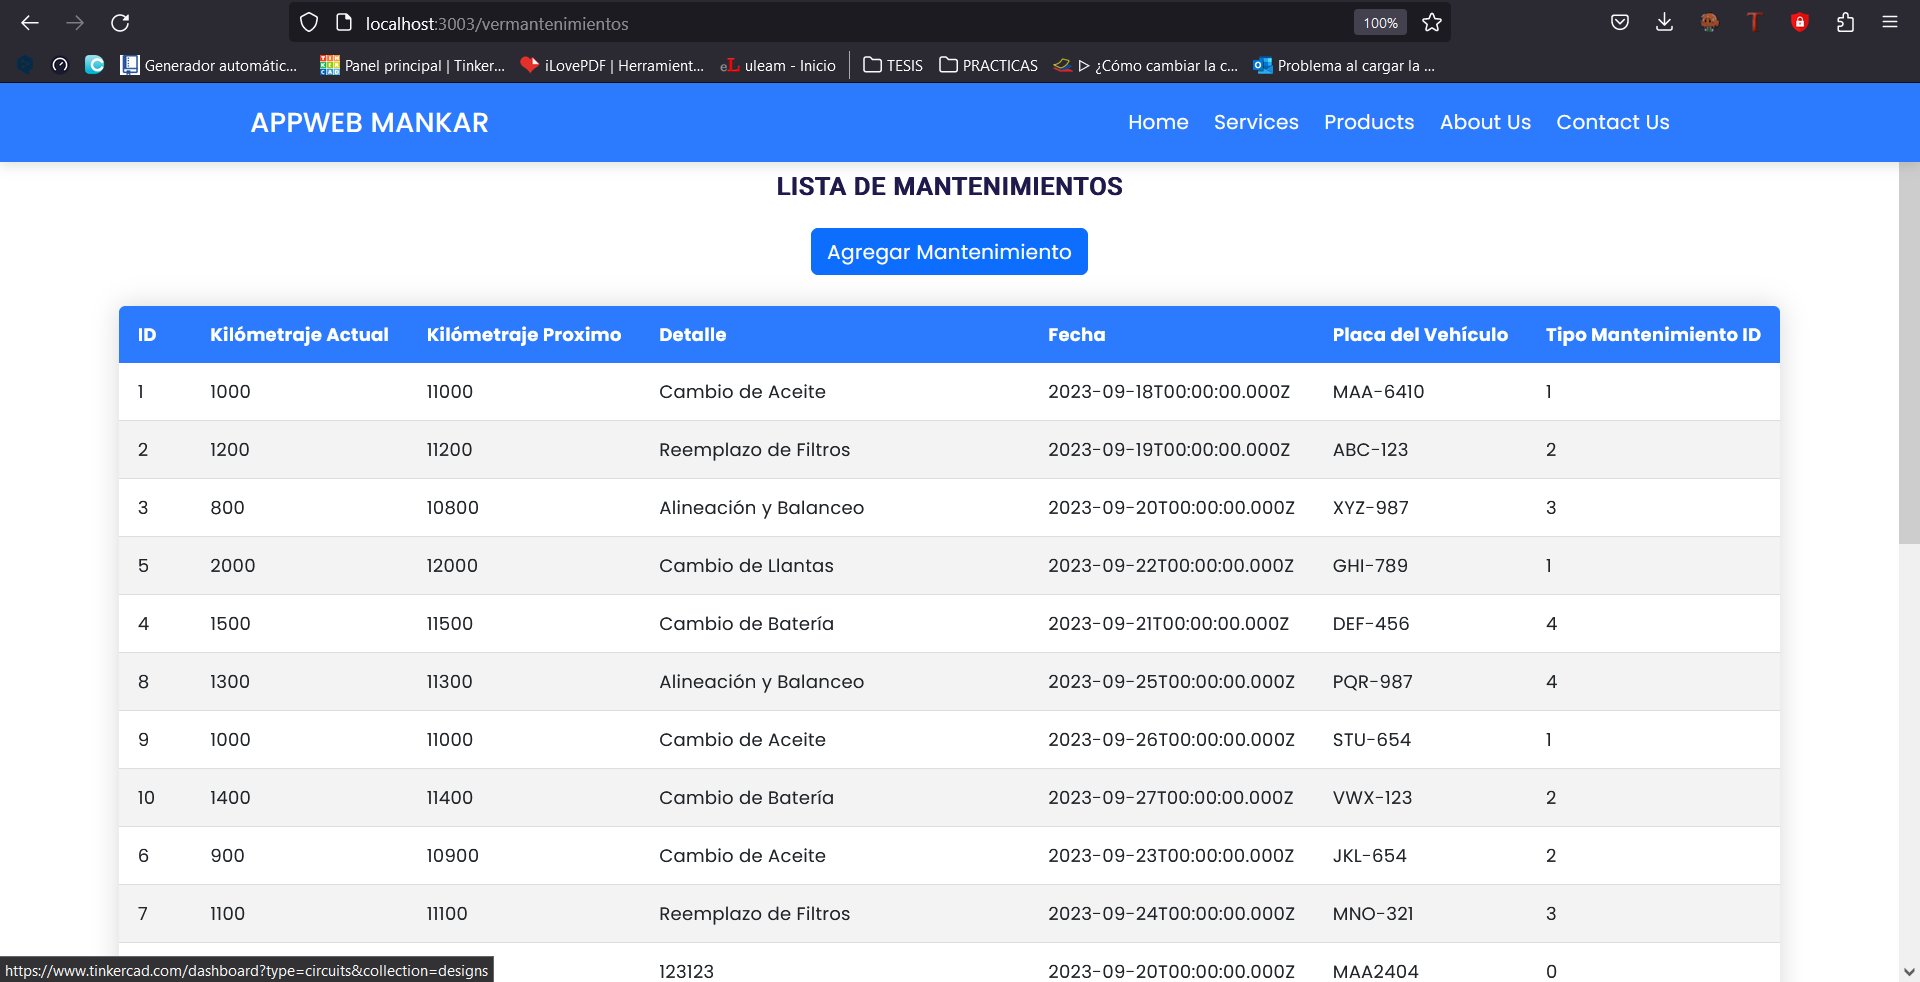 localhost:3003/vermantenimientos
100%
Generador automátic...
Panel principal | Tinker...
iLovePDF | Herramient...
eL uleam - Inicio
TESIS
PRACTICAS
▷ ¿Cómo cambiar la c...
Problema al cargar la ...
APPWEB MANKAR
Home Services Products About Us Contact Us
LISTA DE MANTENIMIENTOS
Agregar Mantenimiento
ID Kilómetraje Actual Kilómetraje Proximo Detalle Fecha Placa del Vehículo Tipo Mantenimiento ID
1 1000 11000 Cambio de Aceite 2023-09-18T00:00:00.000Z MAA-6410 1
2 1200 11200 Reemplazo de Filtros 2023-09-19T00:00:00.000Z ABC-123 2
3 800 10800 Alineación y Balanceo 2023-09-20T00:00:00.000Z XYZ-987 3
5 2000 12000 Cambio de Llantas 2023-09-22T00:00:00.000Z GHI-789 1
4 1500 11500 Cambio de Batería 2023-09-21T00:00:00.000Z DEF-456 4
8 1300 11300 Alineación y Balanceo 2023-09-25T00:00:00.000Z PQR-987 4
9 1000 11000 Cambio de Aceite 2023-09-26T00:00:00.000Z STU-654 1
10 1400 11400 Cambio de Batería 2023-09-27T00:00:00.000Z VWX-123 2
6 900 10900 Cambio de Aceite 2023-09-23T00:00:00.000Z JKL-654 2
7 1100 11100 Reemplazo de Filtros 2023-09-24T00:00:00.000Z MNO-321 3
123123 2023-09-20T00:00:00.000Z MAA2404 0
https://www.tinkercad.com/dashboard?type=circuits&collection=designs